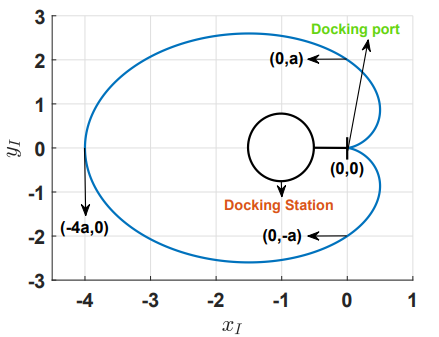 3
2
1
0
-1
-2
-3
-4
-3
-2
-1
0
1
y_I
x_I
Docking port
(0,a)
(0,0)
Docking Station
(-4a,0)
(0,-a)